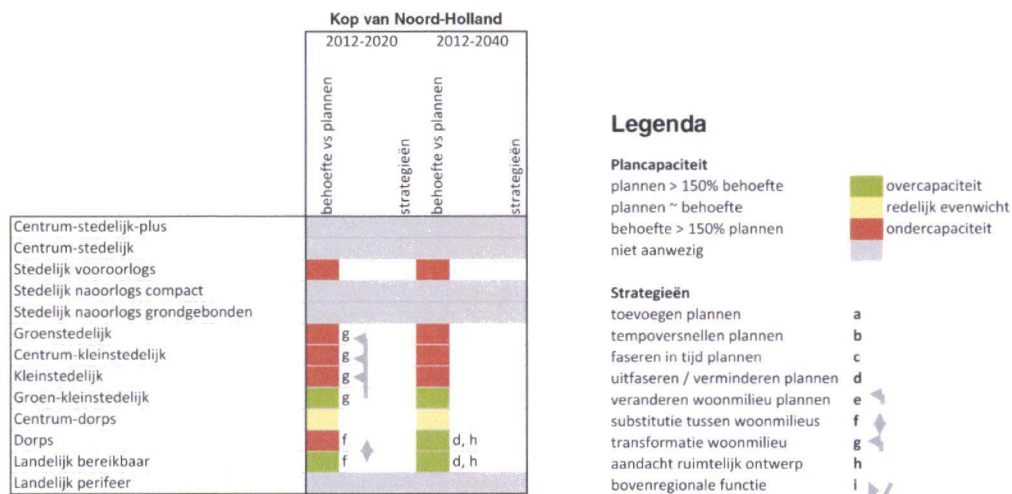 Kop van Noord-Holland
2012-2020 2012-2040
behoefte vs plannen
strategieën
behoefte vs plannen
strategieën
Centrum-stedelijk-plus
Centrum-stedelijk
Stedelijk vooroorlogs
Stedelijk naoorlogs compact
Stedelijk naoorlogs grondgebonden
Groenstedelijk g
Centrum-kleinstedelijk g
Kleinstedelijk g
Groen-kleinstedelijk g
Centrum-dorps
Dorps f d, h
Landelijk bereikbaar f d, h
Landelijk perifeer
Legenda
Plancapaciteit
plannen > 150% behoefte overcapaciteit
plannen ~ behoefte redelijk evenwicht
behoefte > 150% plannen ondercapaciteit
niet aanwezig
Strategieën
toevoegen plannen a
tempoversnellen plannen b
faseren in tijd plannen c
uitfaseren / verminderen plannen d
veranderen woonmilieu plannen e
substitutie tussen woonmilieus f
transformatie woonmilieu g
aandacht ruimtelijk ontwerp h
bovenregionale functie i